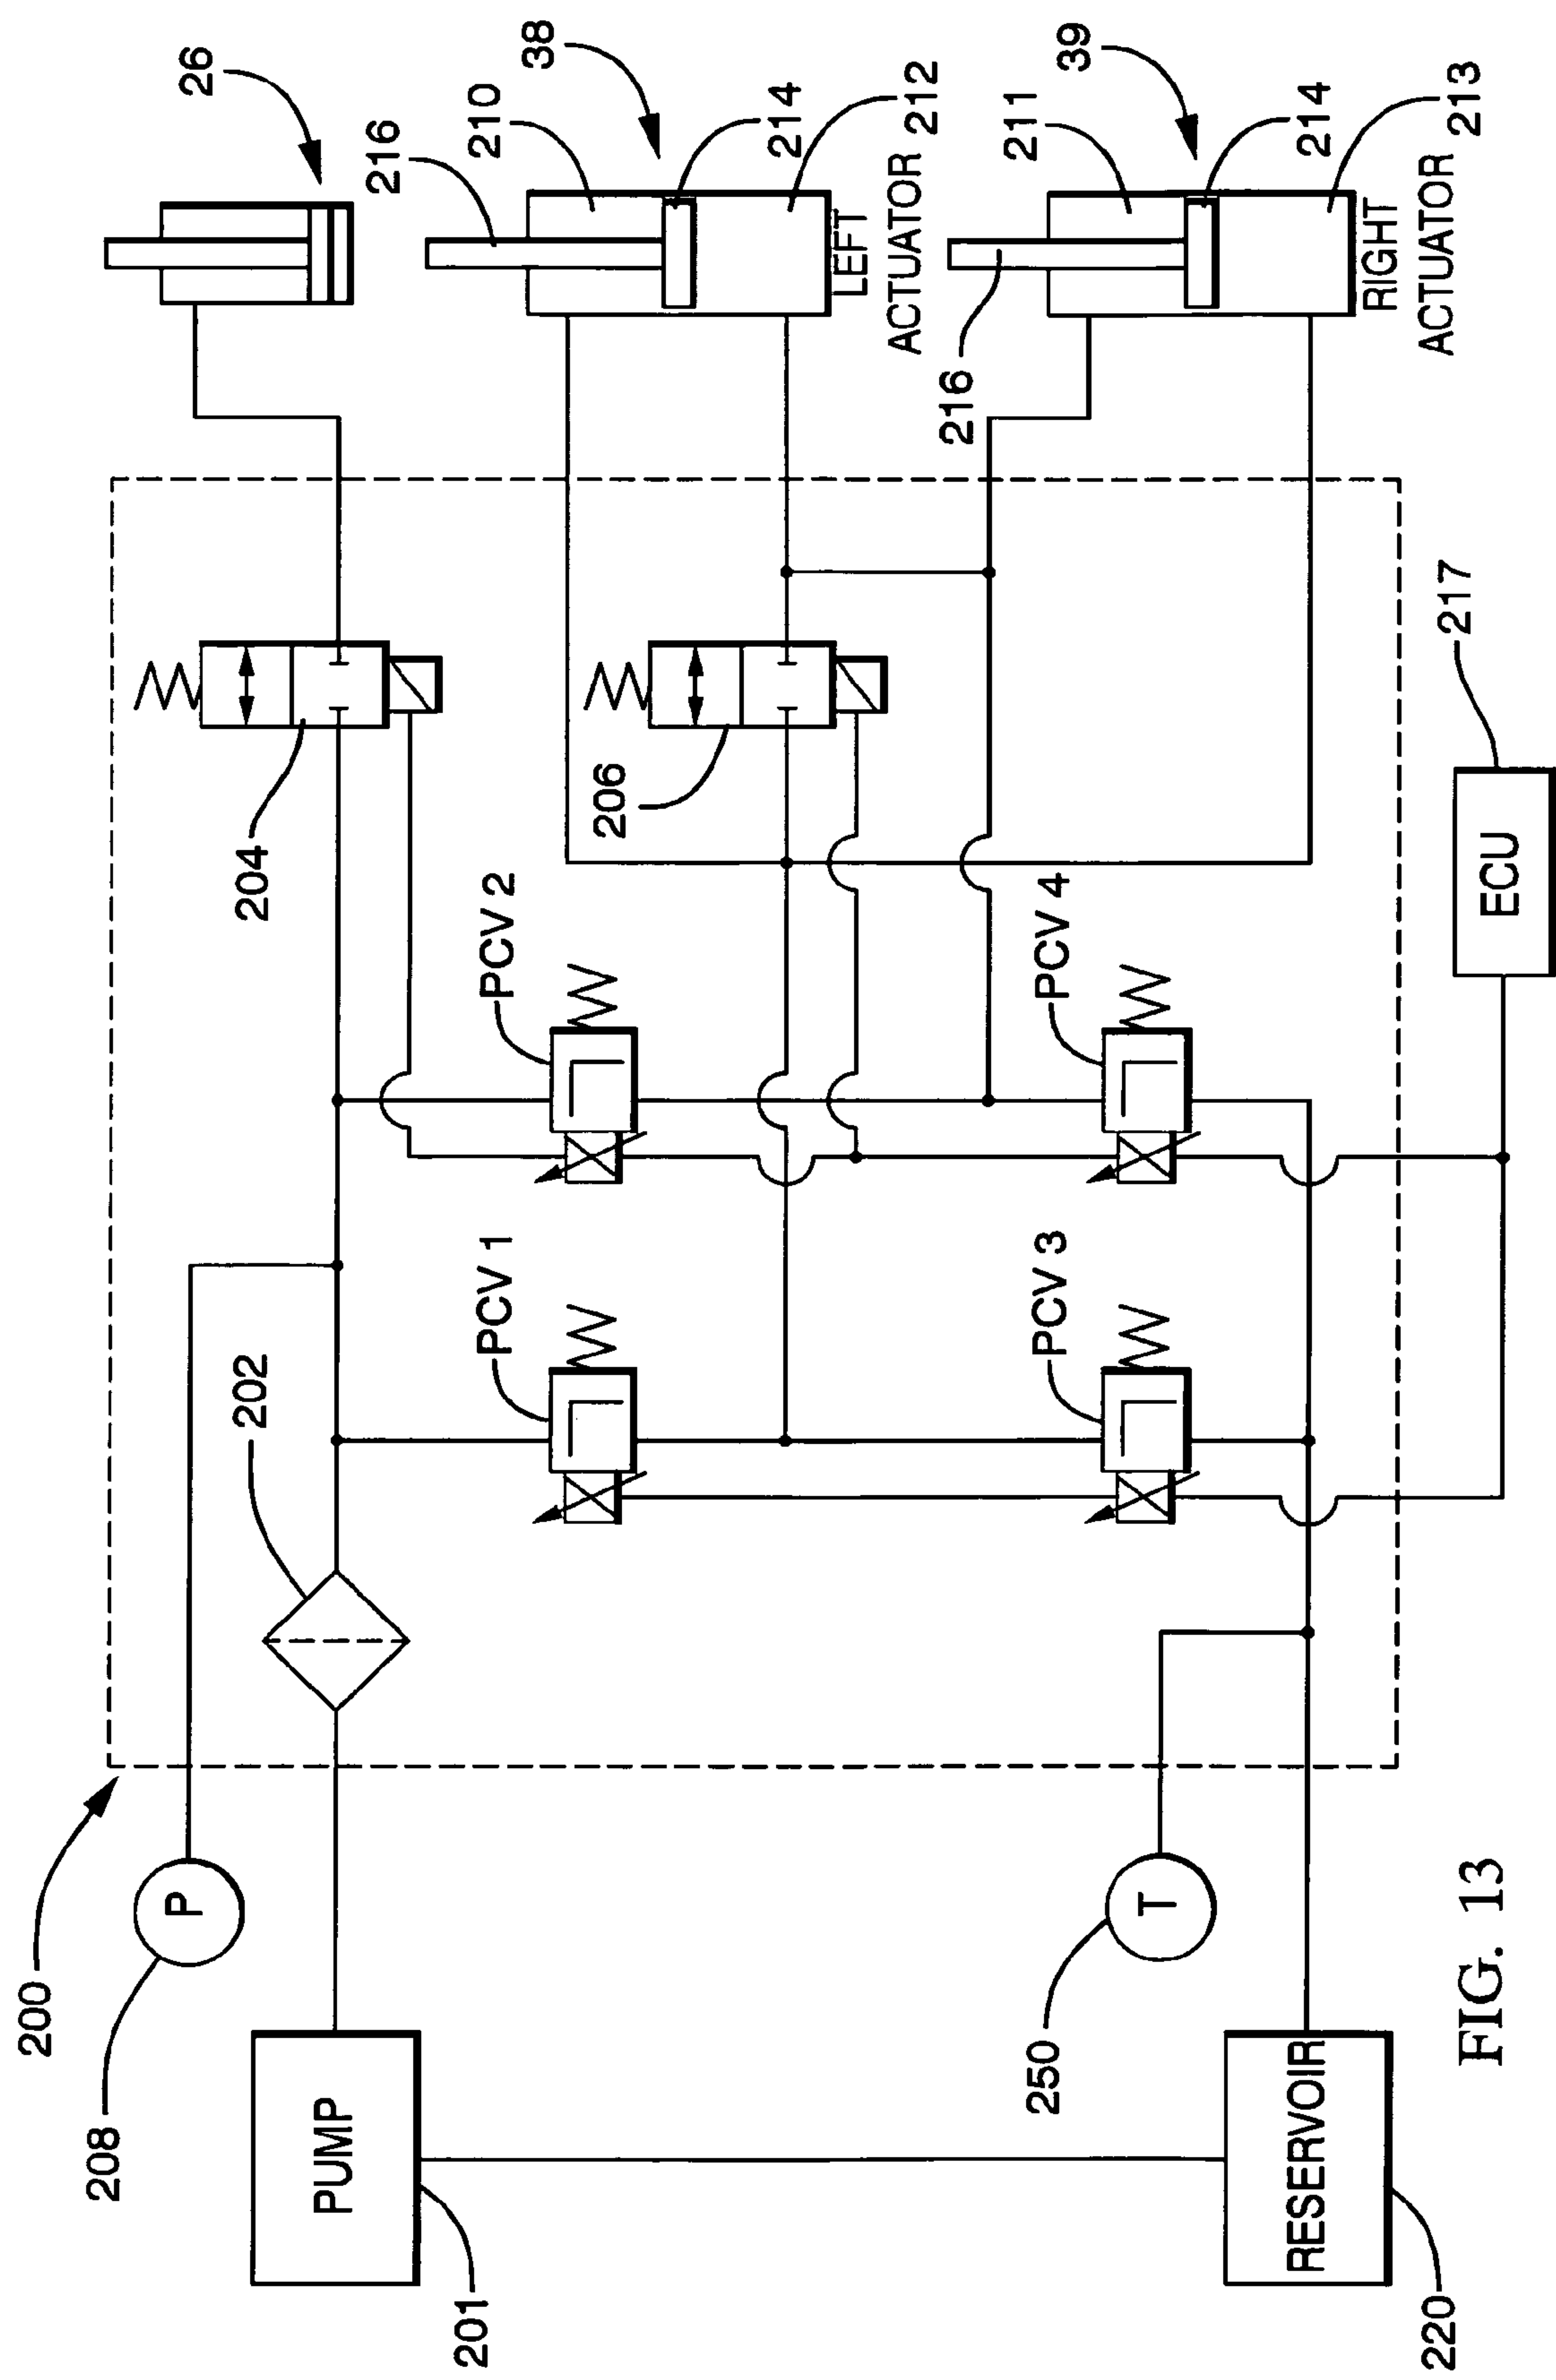 26
38
39
216
210
214
212
211
214
213
LEFT
ACTUATOR
216
RIGHT
ACTUATOR
204
206
217
ECU
PCV 2
PCV 4
PCV 1
PCV 3
202
200
P
208
T
250
PUMP
201
RESERVOIR
220
FIG. 13